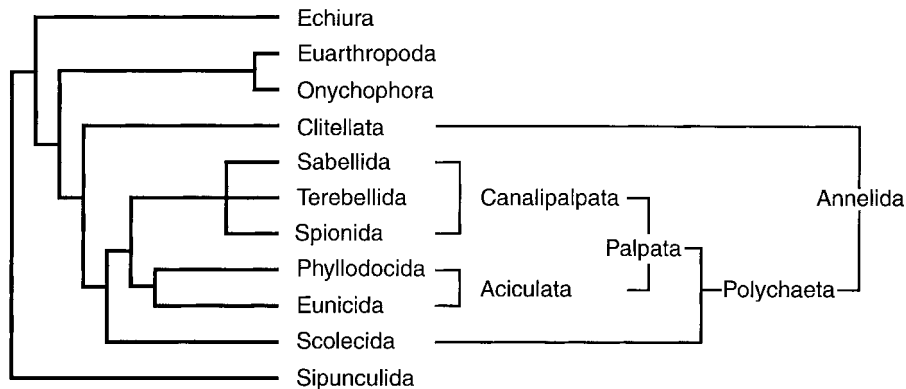 Echiura
Euarthropoda
Onychophora
Clitellata
Sabellida
Terebellida
Canalipalpata
Annelida
Spionida
Palpata
Phyllodocida
Aciculata
Polychaeta
Eunicida
Scolecida
Sipunculida